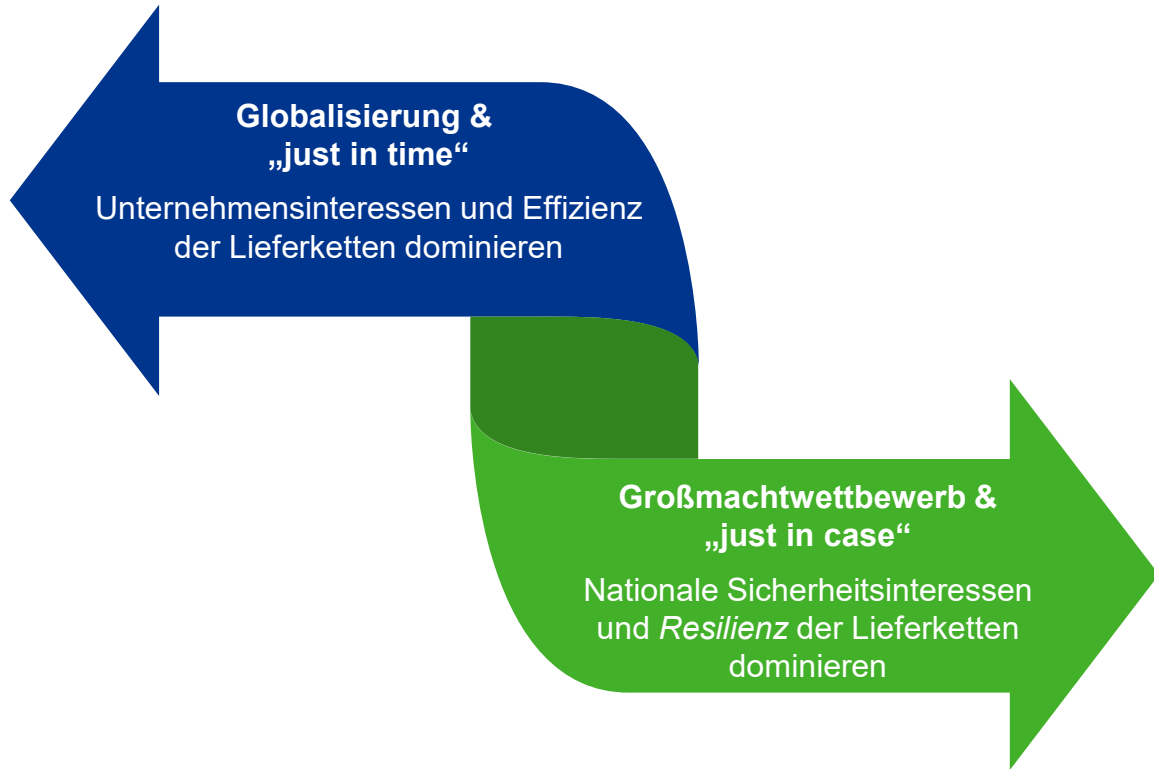 Globalisierung &
„just in time“
Unternehmensinteressen und Effizienz
der Lieferketten dominieren
Großmachtwettbewerb &
„just in case“
Nationale Sicherheitsinteressen
und Resilienz der Lieferketten
dominieren